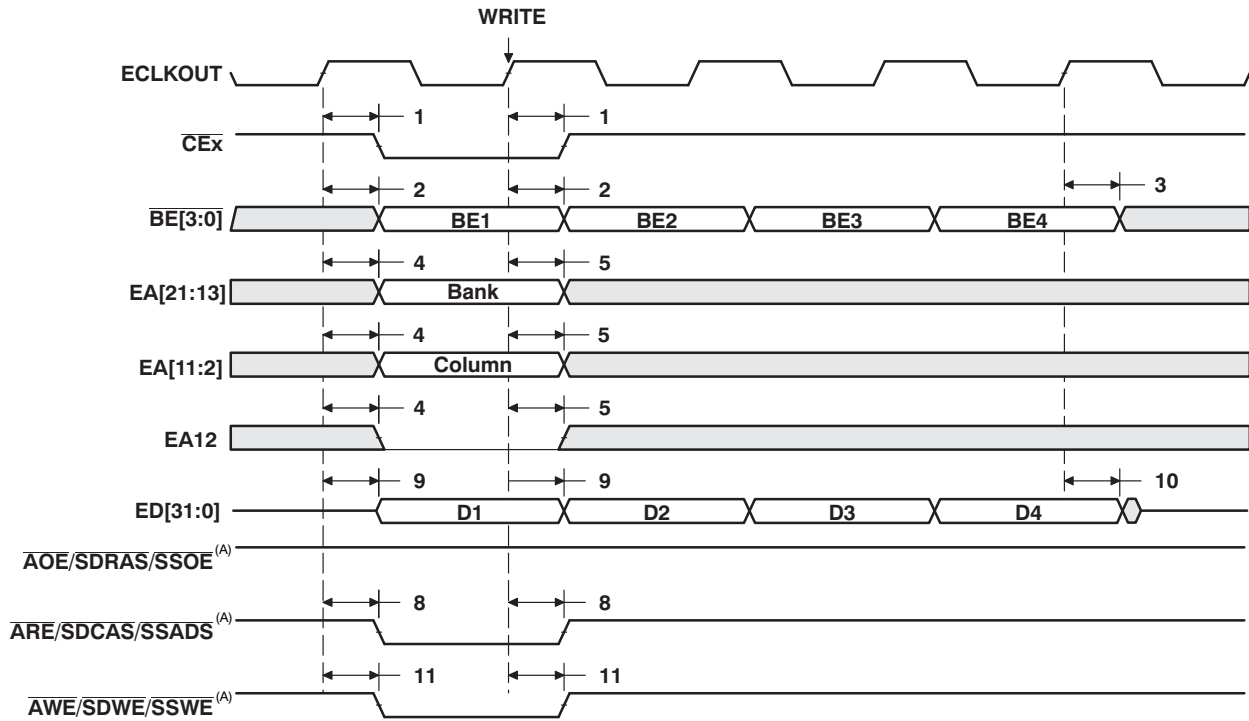 WRITE
ECLKOUT
1 1
CEx
2 2 3
BE[3:0] BE1 BE2 BE3 BE4
4 5
EA[21:13] Bank
4 5
EA[11:2] Column
4 5
EA12
9 9 10
ED[31:0] D1 D2 D3 D4
AOE/SDRAS/SSOE(A)
8 8
ARE/SDCAS/SSADS(A)
11 11
AWE/SDWE/SSWE(A)